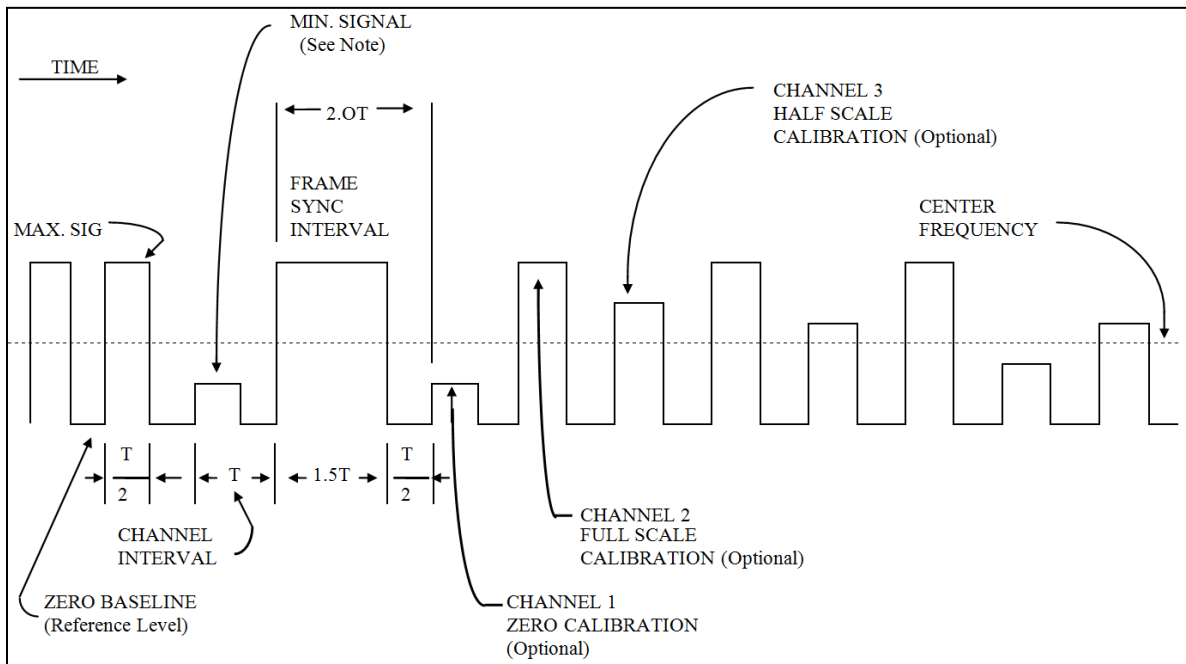 MIN. SIGNAL
(See Note)
TIME
2.OT
CHANNEL 3
HALF SCALE
CALIBRATION (Optional)
FRAME
SYNC
INTERVAL
MAX. SIG
CENTER
FREQUENCY
T
2
T
1.5T
T
2
CHANNEL
INTERVAL
CHANNEL 2
FULL SCALE
CALIBRATION (Optional)
ZERO BASELINE
(Reference Level)
CHANNEL 1
ZERO CALIBRATION
(Optional)